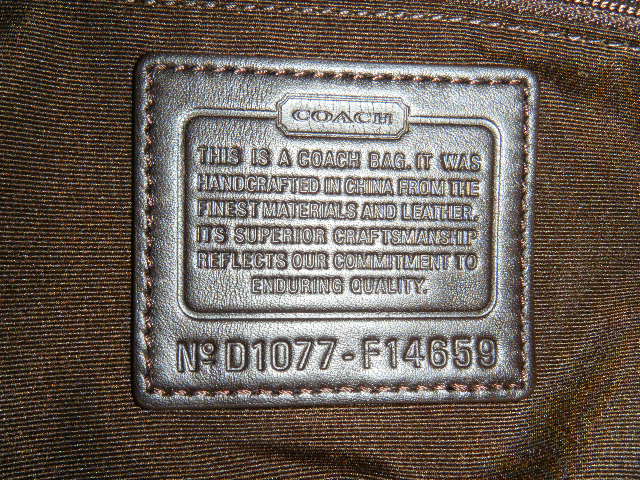 COACH
THIS IS A COACH BAG. IT WAS
HANDCRAFTED IN CHINA FROM THE
FINEST MATERIALS AND LEATHER.
ITS SUPERIOR CRAFTSMANSHIP
REFLECTS OUR COMMITMENT TO
ENDURING QUALITY.
Nº D1077-F14659